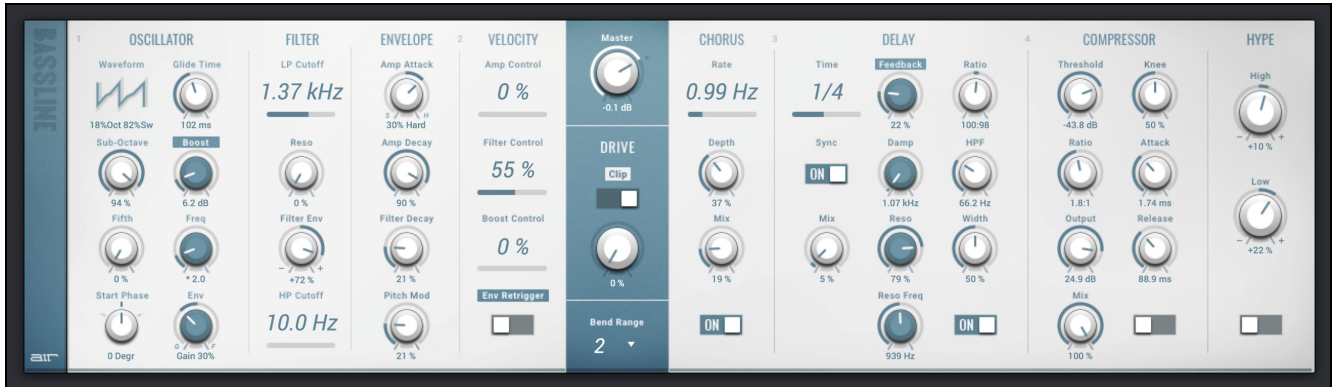 BASSLINE
air
1 OSCILLATOR
Waveform Glide Time
18%Oct 82%Sw 102 ms
Sub-Octave Boost
94 % 6.2 dB
Fifth Freq
0 % * 2.0
Start Phase Env
G F
0 Degr Gain 30%
FILTER
LP Cutoff
1.37 kHz
Reso
0 %
Filter Env
- +
+72 %
HP Cutoff
10.0 Hz
ENVELOPE
Amp Attack
S H
30% Hard
Amp Decay
90 %
Filter Decay
21 %
Pitch Mod
21 %
2 VELOCITY
Amp Control
0 %
Filter Control
55 %
Boost Control
0 %
Env Retrigger
Master
-0.1 dB
DRIVE
Clip
0 %
Bend Range
2
CHORUS
Rate
0.99 Hz
Depth
37 %
Mix
19 %
ON
3 DELAY
Time Feedback Ratio
1/4 22 % 100:98
Sync Damp HPF
ON 1.07 kHz 66.2 Hz
Mix Reso Width
5 % 79 % 50 %
Reso Freq
ON
939 Hz
4 COMPRESSOR
Threshold Knee
-43.8 dB 50 %
Ratio Attack
1.8:1 1.74 ms
Output Release
24.9 dB 88.9 ms
Mix
100 %
HYPE
High
- +
+10 %
Low
- +
+22 %